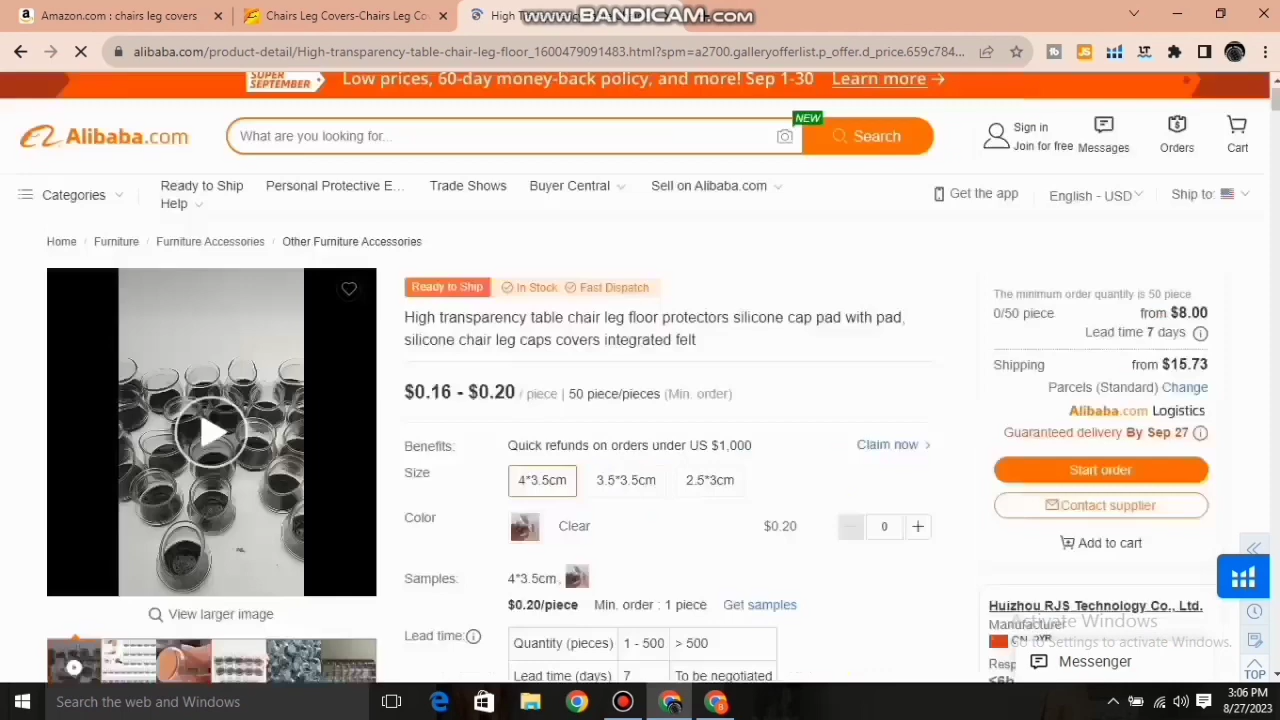 Amazon.com : chairs leg covers
Chairs Leg Covers-Chairs Leg Co
High T
www.BANDICAM.com
alibaba.com/product-detail/High-transparency-table-chair-leg-floor_1600479091483.html?spm=a2700.galleryofferlist.p_offer.d_price.659c784...
SUPER SEPTEMBER
Low prices, 60-day money-back policy, and more! Sep 1-30 Learn more →
Alibaba.com
What are you looking for...
NEW
Search
Sign in
Join for free
Messages
Orders
Cart
Categories
Ready to Ship
Personal Protective E...
Trade Shows
Buyer Central
Sell on Alibaba.com
Help
Get the app
English - USD
Ship to:
Home / Furniture / Furniture Accessories / Other Furniture Accessories
Ready to Ship
In Stock
Fast Dispatch
High transparency table chair leg floor protectors silicone cap pad with pad,
silicone chair leg caps covers integrated felt
$0.16 - $0.20 / piece | 50 piece/pieces (Min. order)
Benefits: Quick refunds on orders under US $1,000 Claim now >
Size 4*3.5cm 3.5*3.5cm 2.5*3cm
Color Clear $0.20 0 +
Samples: 4*3.5cm ,
$0.20/piece Min. order : 1 piece Get samples
Lead time: Quantity (pieces) 1 - 500 > 500
Lead time (days) 7 To be negotiated
View larger image
The minimum order quantity is 50 piece
0/50 piece from $8.00
Lead time 7 days
Shipping from $15.73
Parcels (Standard) Change
Alibaba.com Logistics
Guaranteed delivery By Sep 27
Start order
Contact supplier
Add to cart
Huizhou RJS Technology Co., Ltd.
Manufacturer
Activate Windows
Go to Settings to activate Windows.
CN
YR
Messenger
Resp
TOP
Search the web and Windows
3:06 PM
8/27/2023